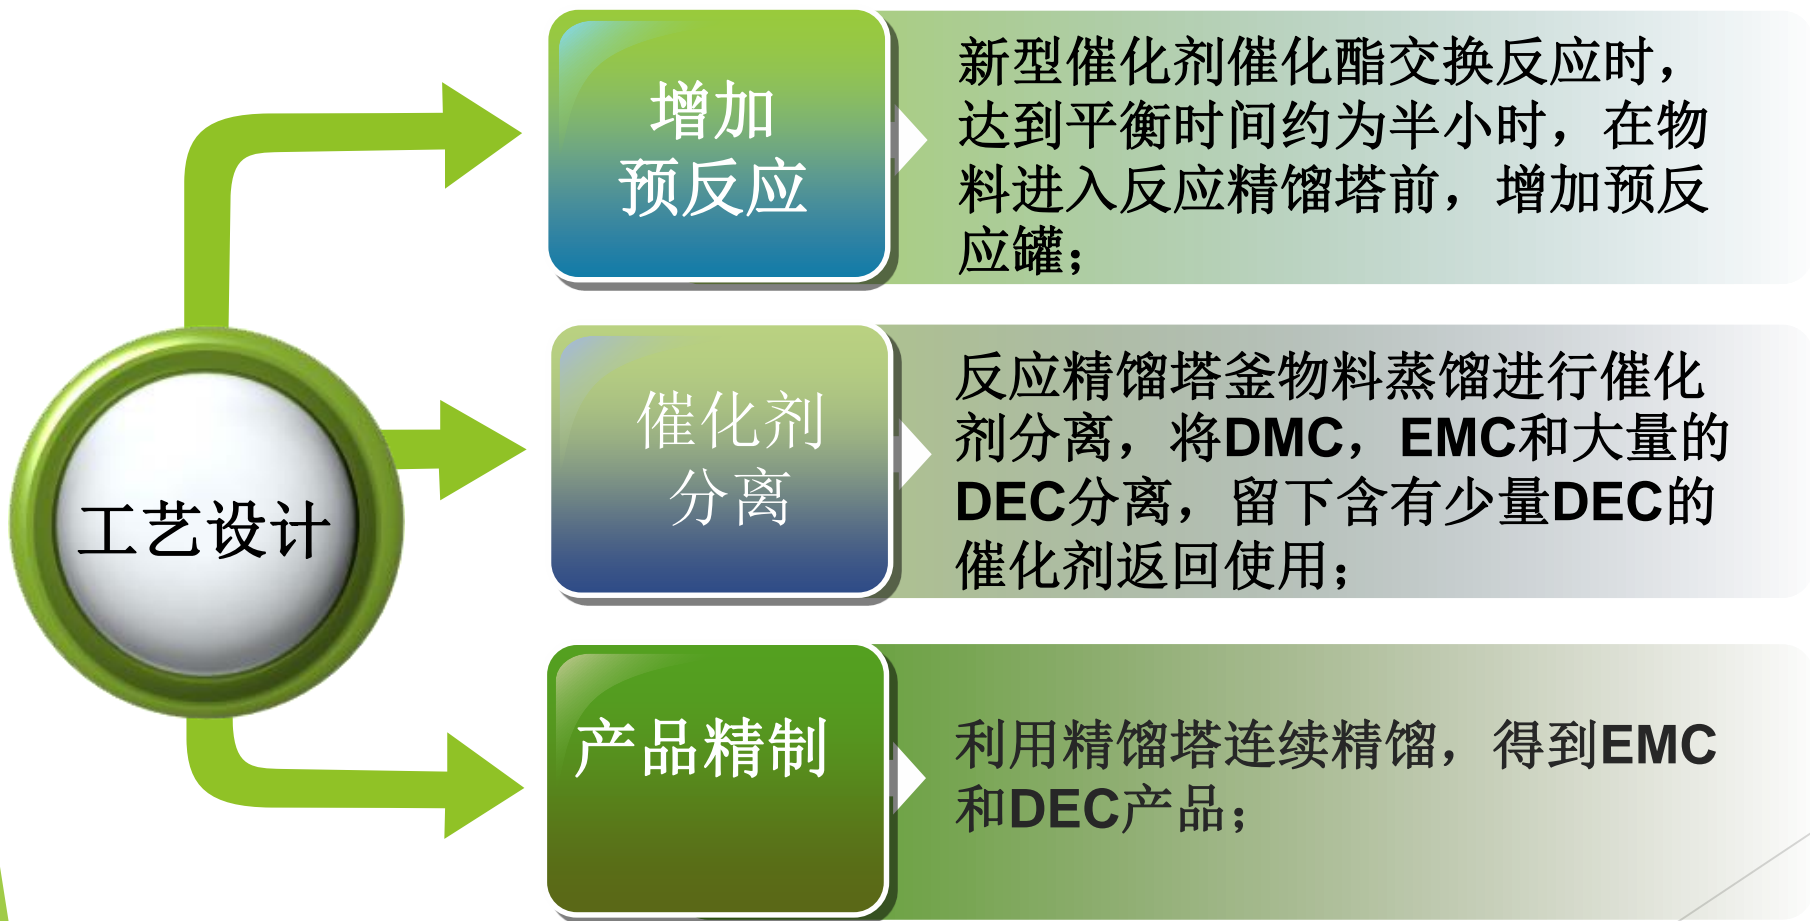 增加
预反应
新型催化剂催化酯交换反应时，
达到平衡时间约为半小时，在物
料进入反应精馏塔前，增加预反
应罐；
工艺设计
催化剂
分离
反应精馏塔釜物料蒸馏进行催化
剂分离，将DMC，EMC和大量的
DEC分离，留下含有少量DEC的
催化剂返回使用；
产品精制
利用精馏塔连续精馏，得到EMC
和DEC产品；